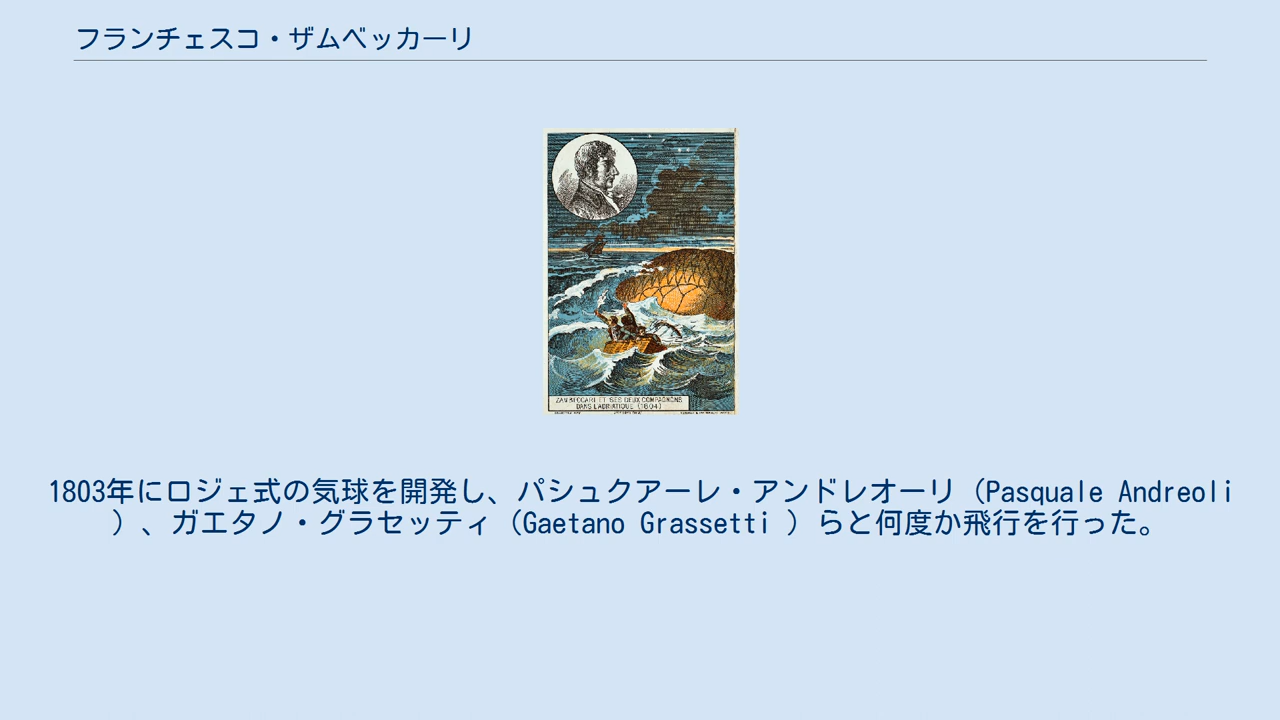 フランチェスコ・ザムベッカーリ
ZAMBECCARI ET SES DEUX COMPAGNONS
DANS L'ADRIATIQUE (1804)
1803年にロジェ式の気球を開発し、パシュクアーレ・アンドレオーリ（Pasquale Andreoli
）、ガエタノ・グラセッティ（Gaetano Grassetti ）らと何度か飛行を行った。